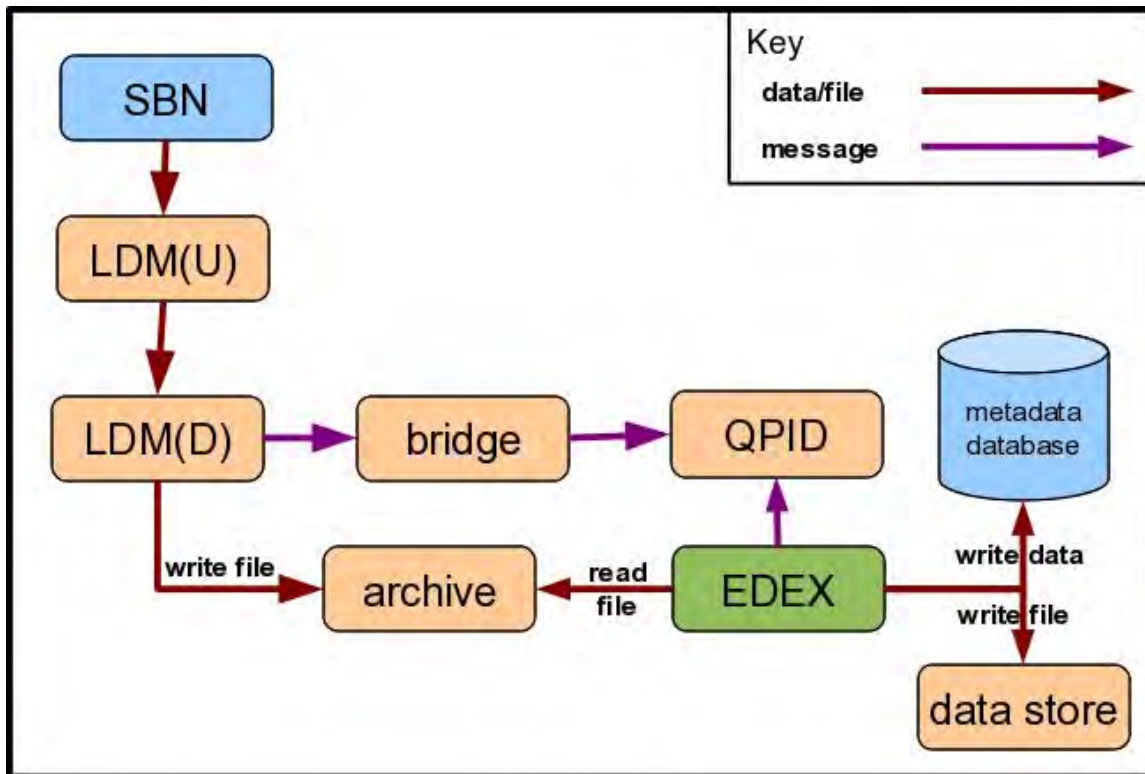 Key
data/file
message
SBN
LDM(U)
LDM(D)
bridge
QPID
metadata
database
write file
archive
read
file
EDEX
write data
write file
data store